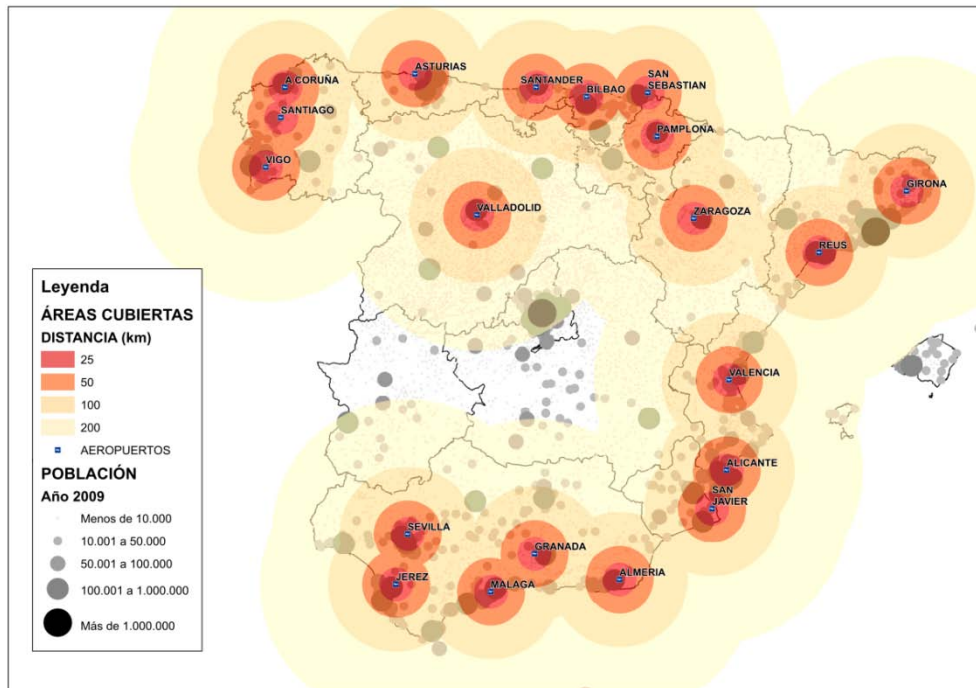 A CORUÑA
ASTURIAS
SANTANDER
BILBAO
SAN
SEBASTIAN
SANTIAGO
PAMPLONA
VIGO
GIRONA
VALLADOLID
ZARAGOZA
REUS
Leyenda
ÁREAS CUBIERTAS
DISTANCIA (km)
25
50
100
200
AEROPUERTOS
POBLACIÓN
Año 2009
Menos de 10.000
10.001 a 50.000
50.001 a 100.000
100.001 a 1.000.000
Más de 1.000.000
VALENCIA
ALICANTE
SAN
JAVIER
SEVILLA
GRANADA
JEREZ
MALAGA
ALMERIA